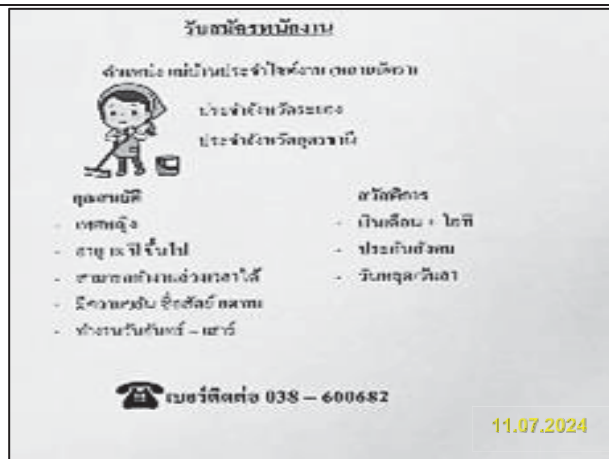 รับสมัครพนักงาน
ตำแหน่ง แม่บ้านประจำไซต์งาน (หลายอัตรา)
ประจำจังหวัดระยอง
ประจำจังหวัดอุดรธานี
คุณสมบัติ
- เพศหญิง
- อายุ 18 ปีขึ้นไป
- สามารถทำงานล่วงเวลาได้
- มีความขยัน ซื่อสัตย์ อดทน
- ทำงานวันจันทร์ – เสาร์
สวัสดิการ
- เงินเดือน + โอที
- ประกันสังคม
- วันหยุด/วันลา
เบอร์ติดต่อ 038 – 600682
11.07.2024